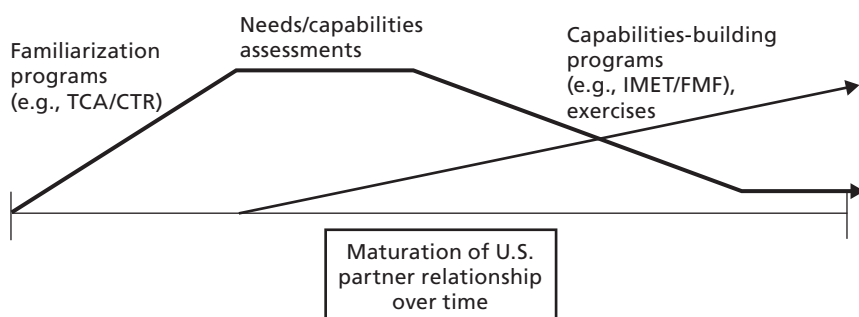 Familiarization
programs
(e.g., TCA/CTR)
Needs/capabilities
assessments
Capabilities-building
programs
(e.g., IMET/FMF),
exercises
Maturation of U.S.
partner relationship
over time